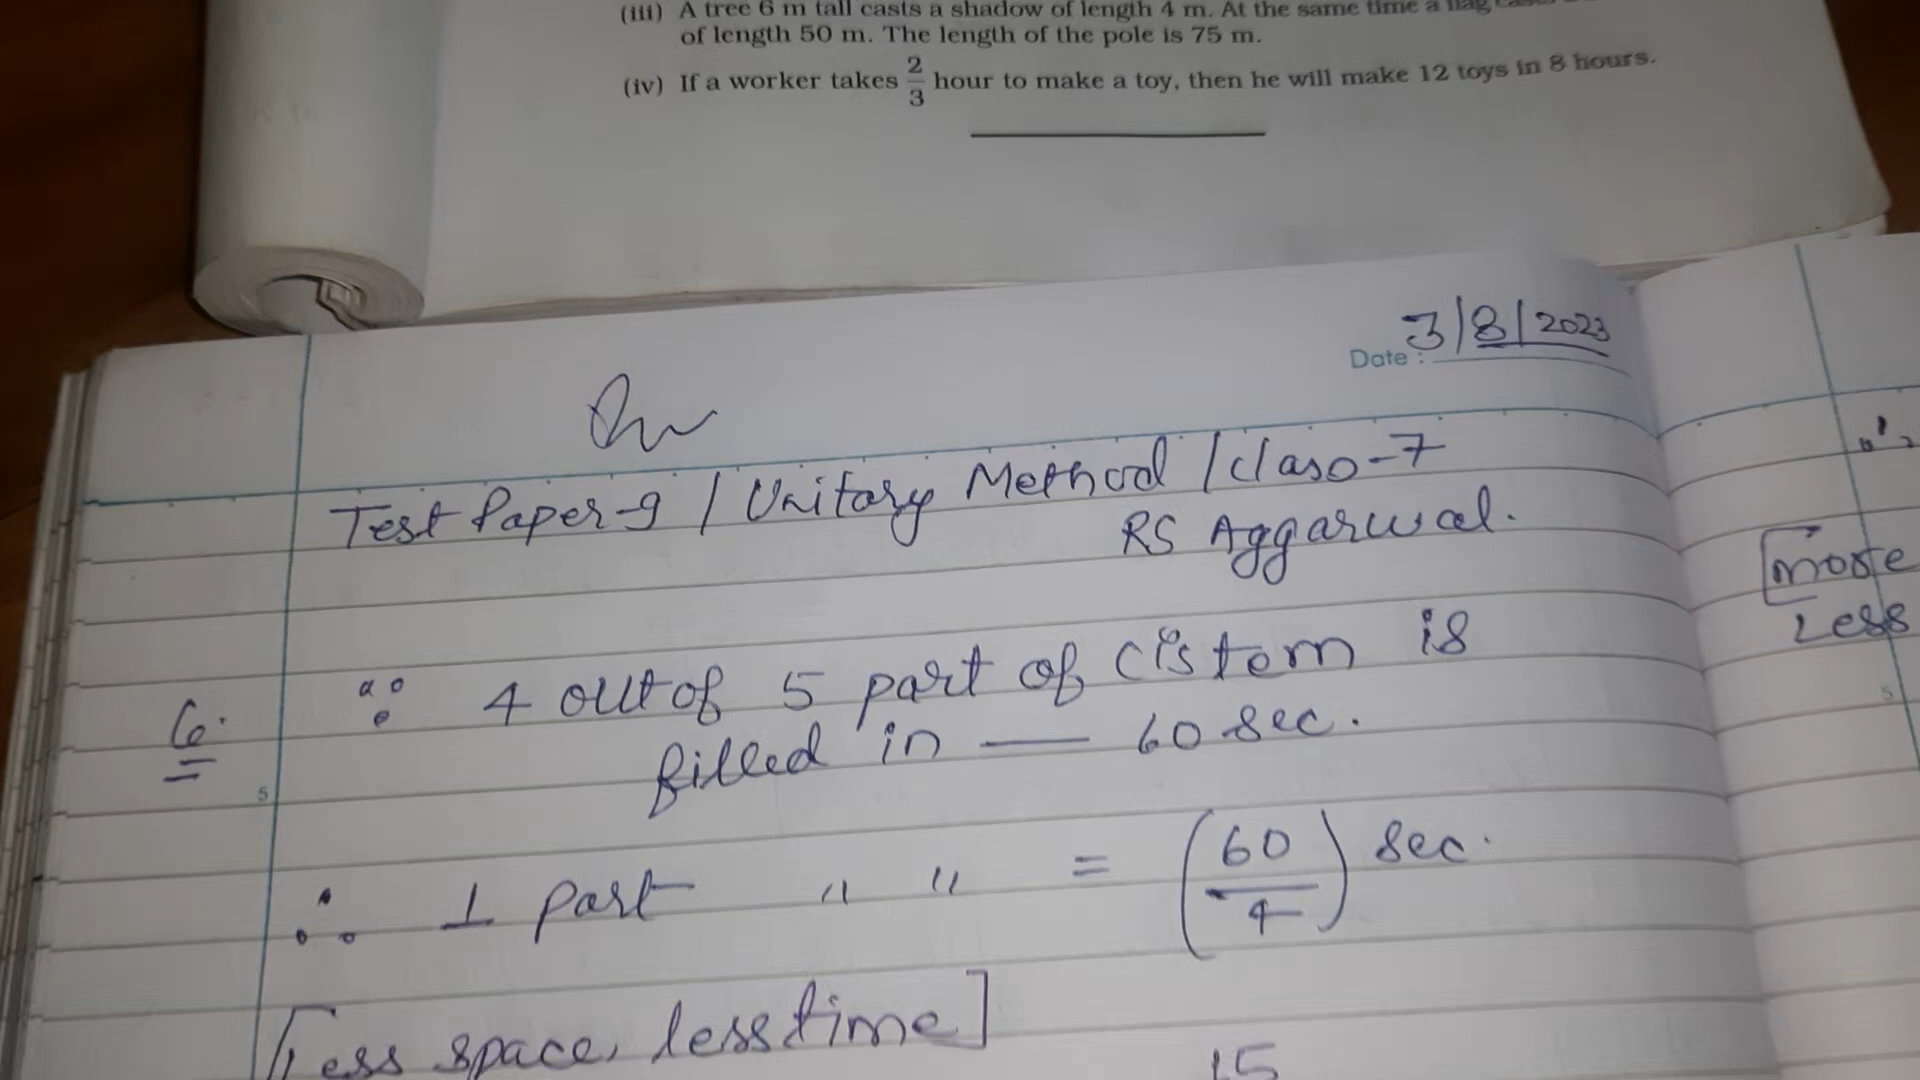 (iii) A tree 6 m tall casts a shadow of length 4 m. At the same time a flag
of length 50 m. The length of the pole is 75 m.
(iv) If a worker takes 2/3 hour to make a toy, then he will make 12 toys in 8 hours.
Date : 3/8/2023
Test Paper-9 / Unitary Method / Class-7
RS Aggarwal.
6. ∵ 4 out of 5 part of cistern is
filled in — 60 sec.
∴ 1 part " " = (60/4) sec.
[Less space, less time]
15
[more
Less
5
5